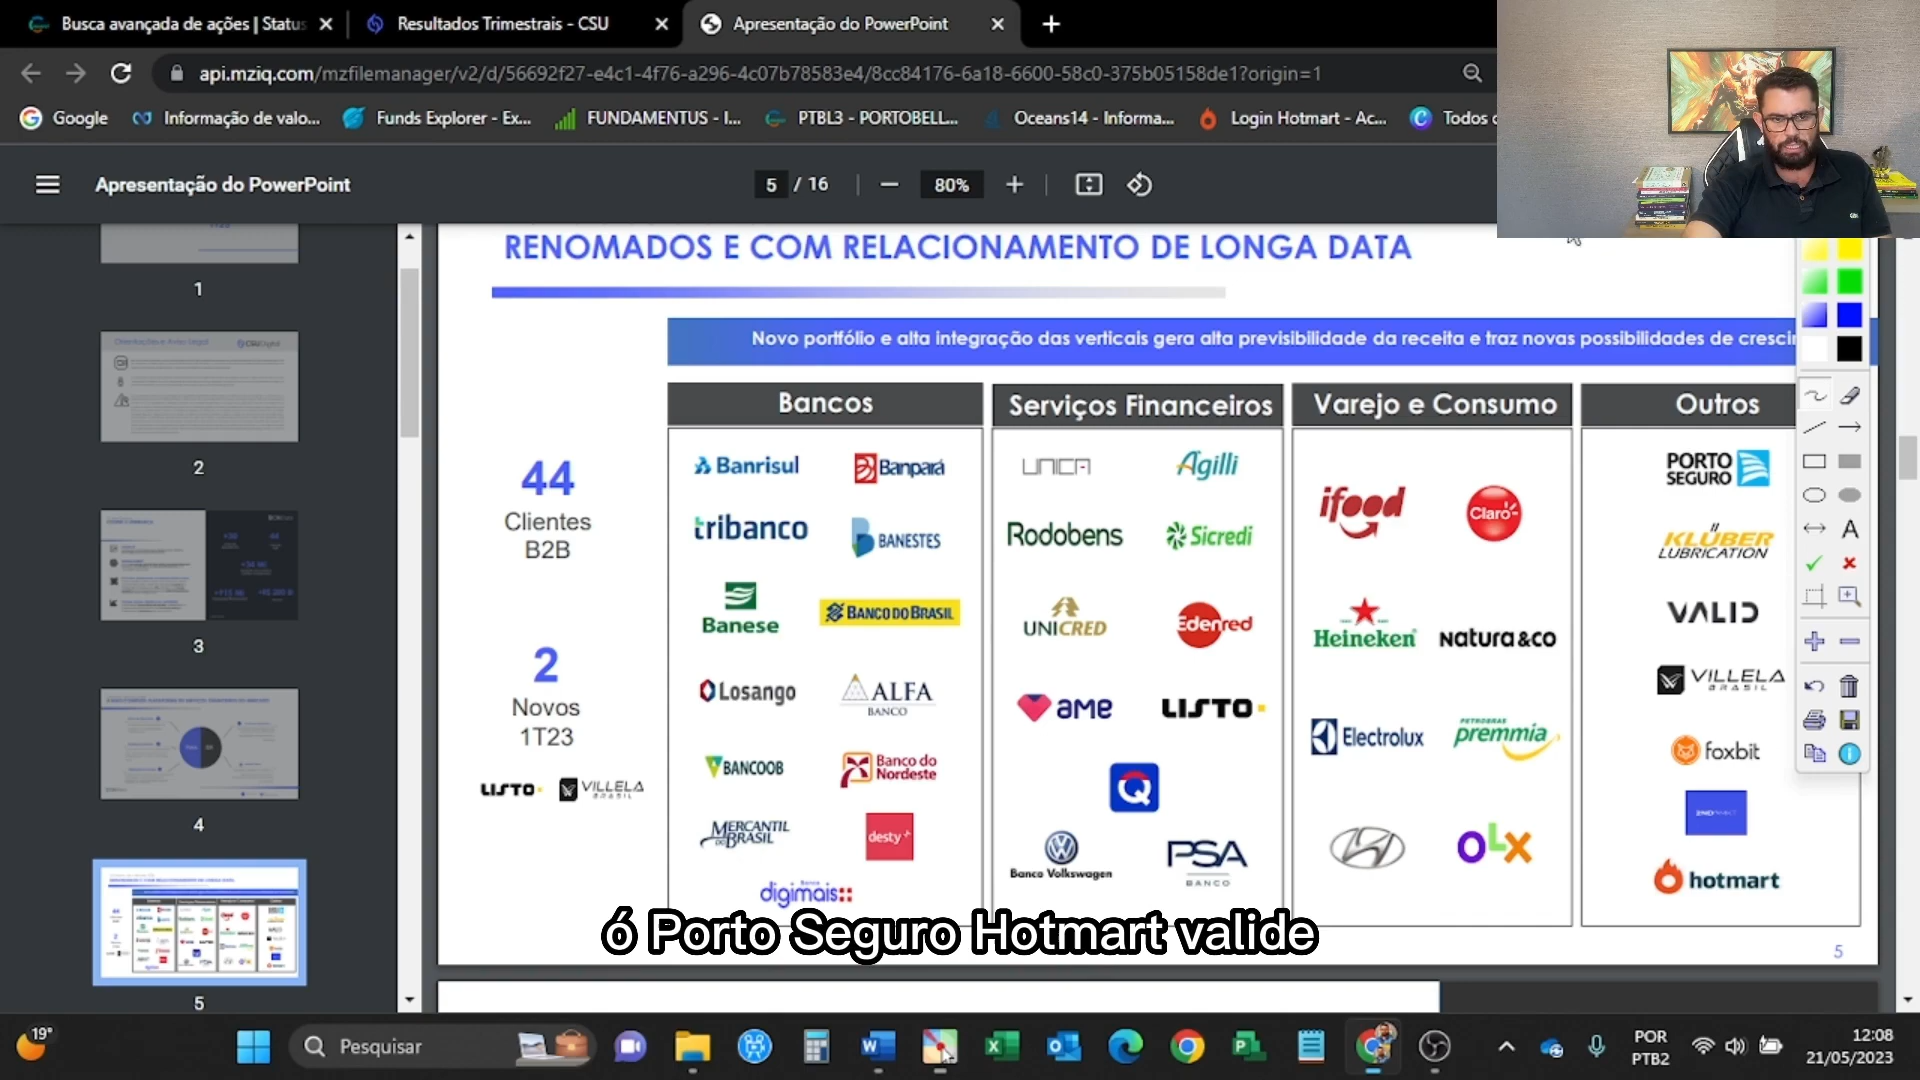 Busca avançada de ações | Status
Resultados Trimestrais - CSU
Apresentação do PowerPoint
api.mziq.com/mzfilemanager/v2/d/56692f27-e4c1-4f76-a296-4c07b78583e4/8cc84176-6a18-6600-58c0-375b05158de1?origin=1
Google
Informação de valo...
Funds Explorer - Ex...
FUNDAMENTUS - I...
PTBL3 - PORTOBELL...
Oceans14 - Informa...
Login Hotmart - Ac...
Todos
Apresentação do PowerPoint
5 / 16
80%
1
2
3
4
5
RENOMADOS E COM RELACIONAMENTO DE LONGA DATA
Novo portfólio e alta integração das verticais gera alta previsibilidade da receita e traz novas possibilidades de cresci
44
Clientes
B2B
2
Novos
1T23
LISTO
VILLELA
BRASIL
Bancos
Banrisul
Banpará
tribanco
BANESTES
Banese
BANCO DO BRASIL
Losango
ALFA
BANCO
BANCOOB
Banco do
Nordeste
MERCANTIL
DO BRASIL
desty+
banco
digimais
Serviços Financeiros
UNICA
Agilli
Rodobens
Sicredi
UNICRED
Edenred
ame
LISTO
Q
Banco Volkswagen
PSA
BANCO
Varejo e Consumo
ifood
Claro
Heineken
natura&co
Electrolux
PETROBRAS
premmia
OLX
Outros
PORTO
SEGURO
KLÜBER
LUBRICATION
VALID
VILLELA
BRASIL
foxbit
hotmart
5
ó Porto Seguro Hotmart valide
19°
Pesquisar
POR
PTB2
12:08
21/05/2023